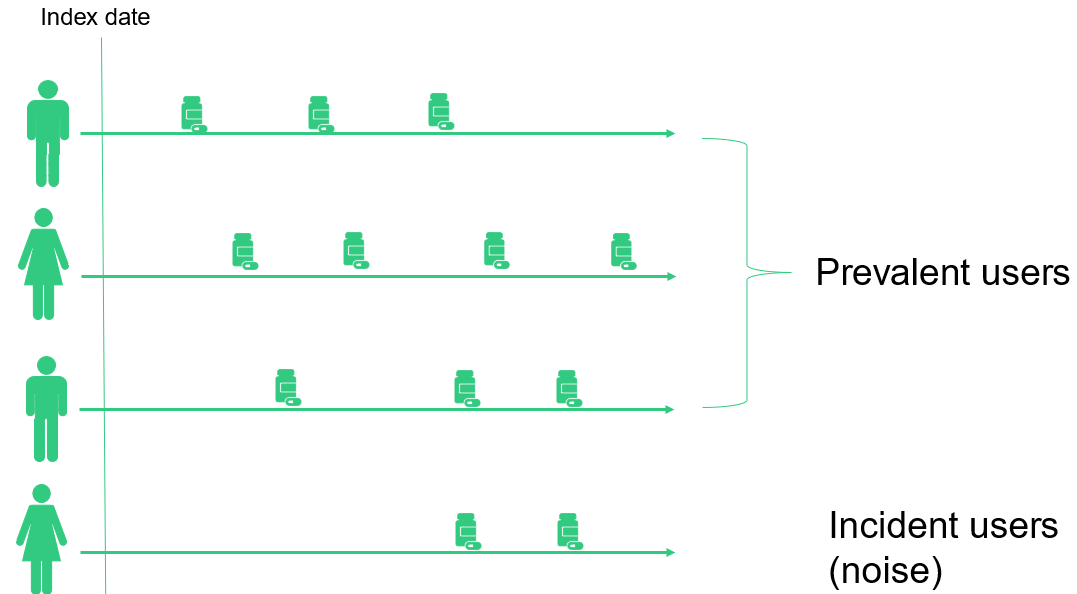 Index date
Prevalent users
Incident users
(noise)